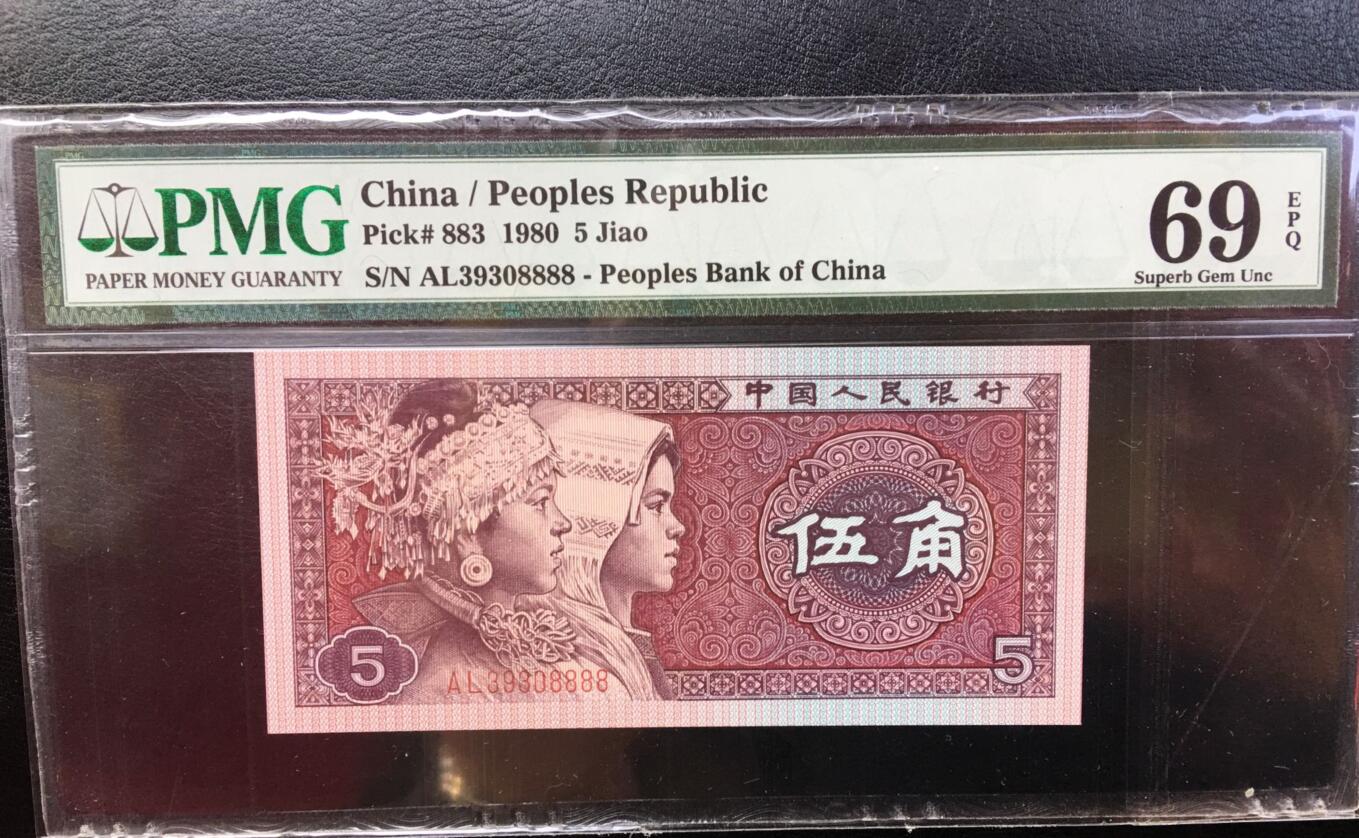 PMG
PAPER MONEY GUARANTY
China / Peoples Republic
Pick# 883 1980 5 Jiao
S/N AL39308888 - Peoples Bank of China
69
EPQ
Superb Gem Unc
中国人民银行
伍角
5
AL39308888
5